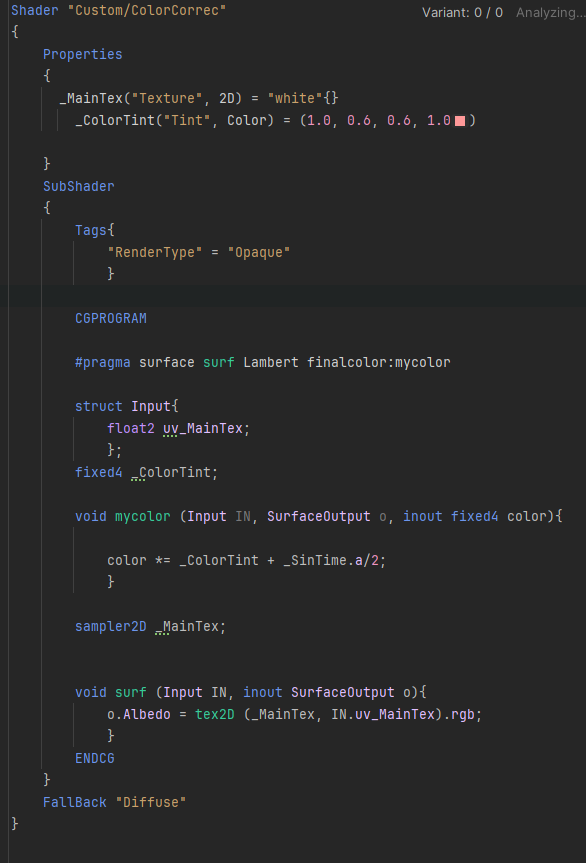 Shader "Custom/ColorCorrec"
Variant: 0 / 0 Analyzing...
{
Properties
{
_MainTex("Texture", 2D) = "white"{}
_ColorTint("Tint", Color) = (1.0, 0.6, 0.6, 1.0)
}
SubShader
{
Tags{
"RenderType" = "Opaque"
}
CGPROGRAM
#pragma surface surf Lambert finalcolor:mycolor
struct Input{
float2 uv_MainTex;
};
fixed4 _ColorTint;
void mycolor (Input IN, SurfaceOutput o, inout fixed4 color){
color *= _ColorTint + _SinTime.a/2;
}
sampler2D _MainTex;
void surf (Input IN, inout SurfaceOutput o){
o.Albedo = tex2D (_MainTex, IN.uv_MainTex).rgb;
}
ENDCG
}
FallBack "Diffuse"
}